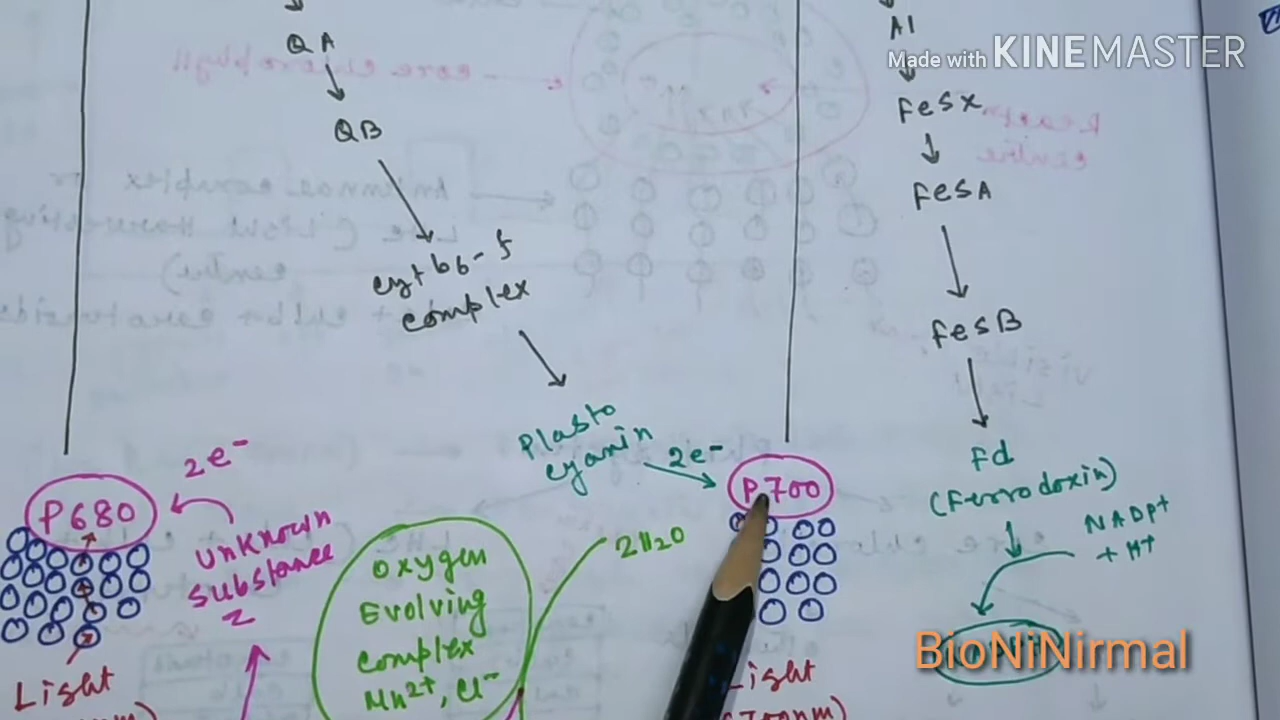 QA
QB
cyt b6-f
complex
Plasto
cyanin
2e-
P700
2e-
P680
Unknown
substance
Z
Light
Oxygen
Evolving
complex
Mn2+, Cl-
2H2O
Light
(700nm)
A1
FeSX
FeSA
FeSB
Fd
(Ferrodoxin)
NADP+
+ H+
Made with KINEMASTER
BioNiNirmal